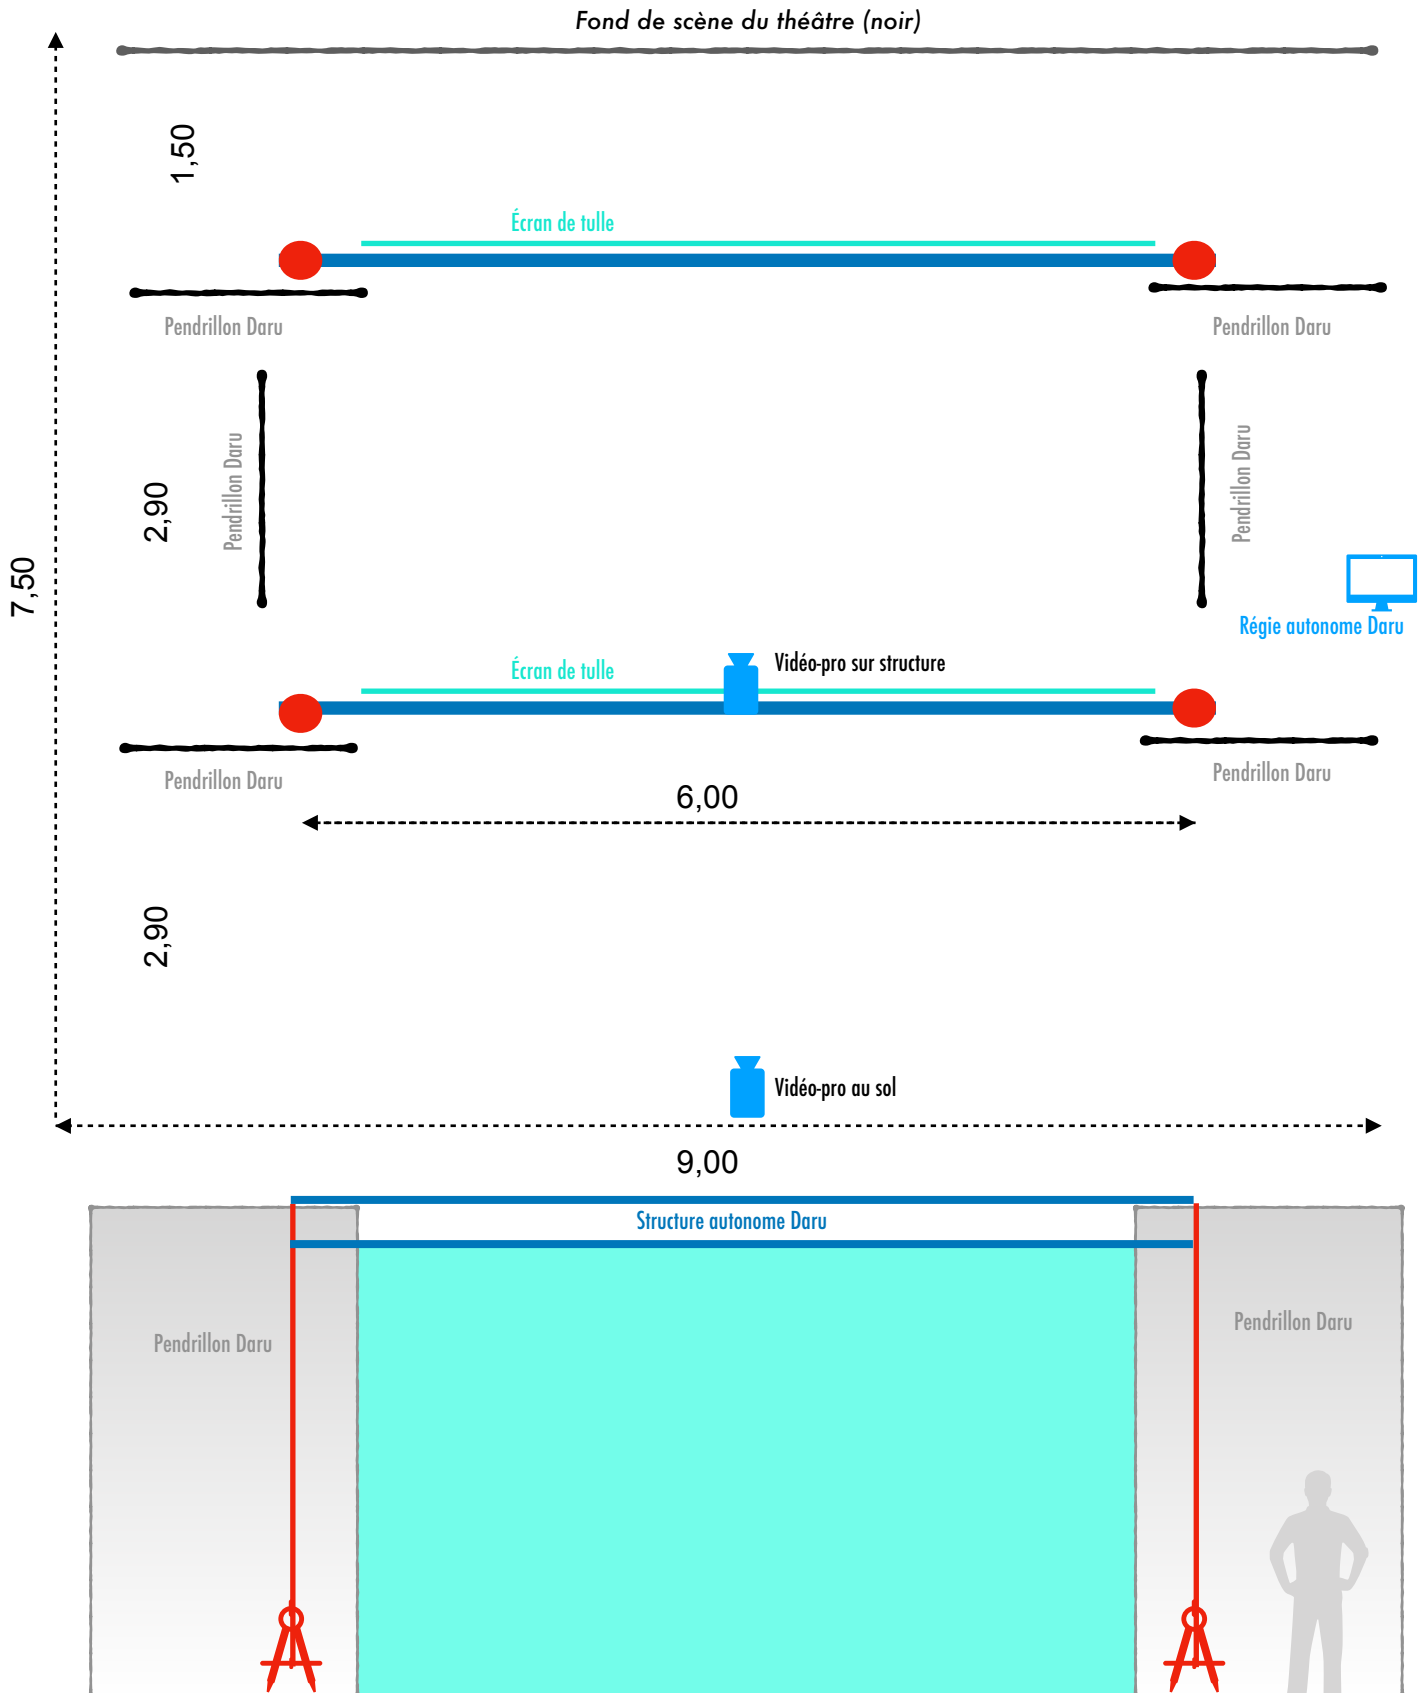 Fond de scène du théâtre (noir)
1,50
Écran de tulle
Pendrillon Daru
Pendrillon Daru
Pendrillon Daru
Pendrillon Daru
2,90
7,50
Régie autonome Daru
Écran de tulle
Vidéo-pro sur structure
Pendrillon Daru
Pendrillon Daru
6,00
2,90
Vidéo-pro au sol
9,00
Structure autonome Daru
Pendrillon Daru
Pendrillon Daru